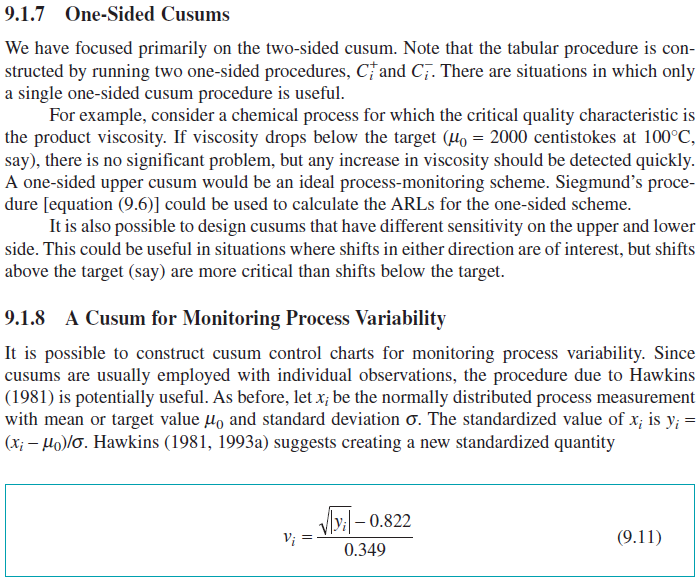 9.1.7 One-Sided Cusums
We have focused primarily on the two-sided cusum. Note that the tabular procedure is con-
structed by running two one-sided procedures, C_i^+ and C_i^-. There are situations in which only
a single one-sided cusum procedure is useful.
For example, consider a chemical process for which the critical quality characteristic is
the product viscosity. If viscosity drops below the target (μ₀ = 2000 centistokes at 100°C,
say), there is no significant problem, but any increase in viscosity should be detected quickly.
A one-sided upper cusum would be an ideal process-monitoring scheme. Siegmund’s proce-
dure [equation (9.6)] could be used to calculate the ARLs for the one-sided scheme.
It is also possible to design cusums that have different sensitivity on the upper and lower
side. This could be useful in situations where shifts in either direction are of interest, but shifts
above the target (say) are more critical than shifts below the target.
9.1.8 A Cusum for Monitoring Process Variability
It is possible to construct cusum control charts for monitoring process variability. Since
cusums are usually employed with individual observations, the procedure due to Hawkins
(1981) is potentially useful. As before, let xᵢ be the normally distributed process measurement
with mean or target value μ₀ and standard deviation σ. The standardized value of xᵢ is yᵢ =
(xᵢ – μ₀)/σ. Hawkins (1981, 1993a) suggests creating a new standardized quantity
vᵢ = (√|yᵢ| – 0.822) / 0.349 (9.11)